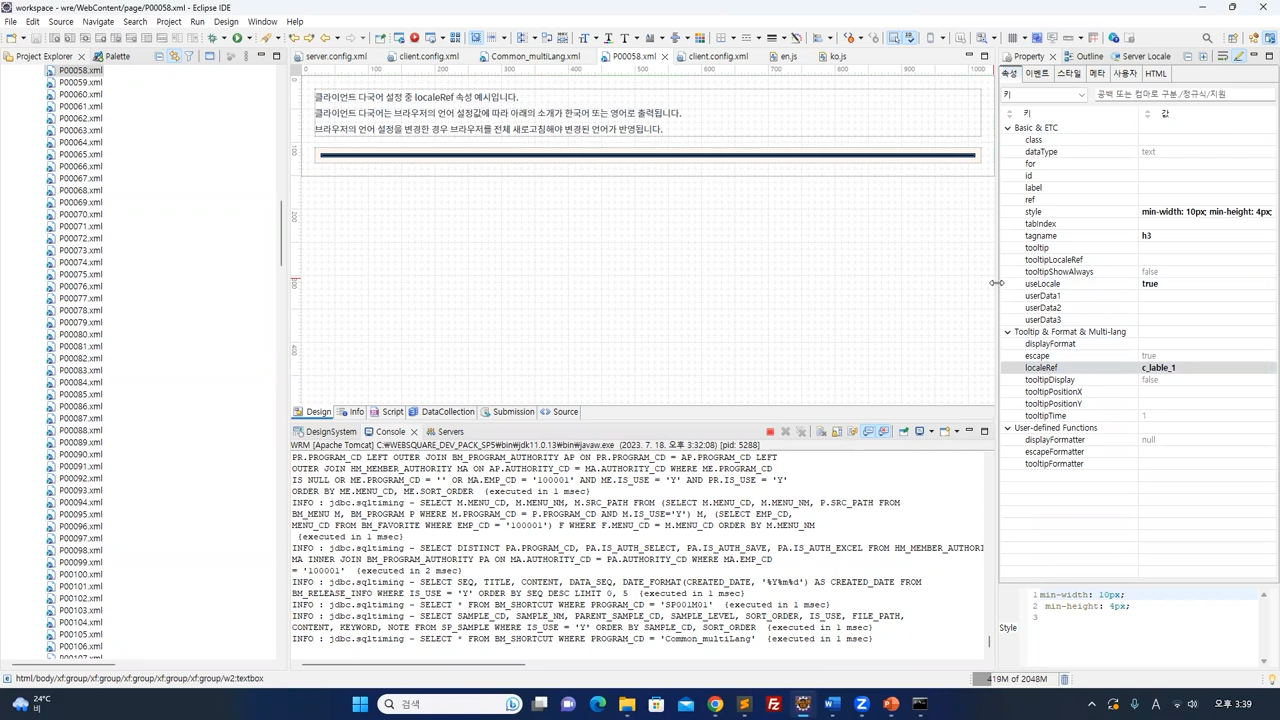 workspace - wre/WebContent/page/P00058.xml - Eclipse IDE
File Edit Source Navigate Search Project Run Design Window Help
Project Explorer Palette
P00058.xml
P00059.xml
P00060.xml
P00061.xml
P00062.xml
P00063.xml
P00064.xml
P00065.xml
P00066.xml
P00067.xml
P00068.xml
P00069.xml
P00070.xml
P00071.xml
P00072.xml
P00073.xml
P00074.xml
P00075.xml
P00076.xml
P00077.xml
P00078.xml
P00079.xml
P00080.xml
P00081.xml
P00082.xml
P00083.xml
P00084.xml
P00085.xml
P00086.xml
P00087.xml
P00088.xml
P00089.xml
P00090.xml
P00091.xml
P00092.xml
P00093.xml
P00094.xml
P00095.xml
P00096.xml
P00097.xml
P00098.xml
P00099.xml
P00100.xml
P00101.xml
P00102.xml
P00103.xml
P00104.xml
P00105.xml
P00106.xml
P00107.xml
server.config.xml client.config.xml Common_multiLang.xml P00058.xml client.config.xml en.js ko.js
0 100 200 300 400 500 600 700 800 900 1000
0
100
200
300
400
클라이언트 다국어 설정 중 localeRef 속성 예시입니다.
클라이언트 다국어는 브라우저의 언어 설정값에 따라 아래의 소개가 한국어 또는 영어로 출력됩니다.
브라우저의 언어 설정을 변경한 경우 브라우저를 전체 새로고침해야 변경된 언어가 반영됩니다.
Design Info Script DataCollection Submission Source
DesignSystem Console Servers
WRM [Apache Tomcat] C:\WEBSQUARE_DEV_PACK_SP5\bin\jdk11.0.13\bin\javaw.exe (2023. 7. 18. 오후 3:32:08) [pid: 5288]
PR.PROGRAM_CD LEFT OUTER JOIN BM_PROGRAM_AUTHORITY AP ON PR.PROGRAM_CD = AP.PROGRAM_CD LEFT
OUTER JOIN HM_MEMBER_AUTHORITY MA ON AP.AUTHORITY_CD = MA.AUTHORITY_CD WHERE ME.PROGRAM_CD
IS NULL OR ME.PROGRAM_CD = '' OR MA.EMP_CD = '100001' AND ME.IS_USE = 'Y' AND PR.IS_USE = 'Y'
ORDER BY ME.MENU_CD, ME.SORT_ORDER {executed in 1 msec}
INFO : jdbc.sqltiming - SELECT M.MENU_CD, M.MENU_NM, M.SRC_PATH FROM (SELECT M.MENU_CD, M.MENU_NM, P.SRC_PATH FROM
BM_MENU M, BM_PROGRAM P WHERE M.PROGRAM_CD = P.PROGRAM_CD AND M.IS_USE='Y') M, (SELECT EMP_CD,
MENU_CD FROM BM_FAVORITE WHERE EMP_CD = '100001') F WHERE F.MENU_CD = M.MENU_CD ORDER BY M.MENU_NM
{executed in 1 msec}
INFO : jdbc.sqltiming - SELECT DISTINCT PA.PROGRAM_CD, PA.IS_AUTH_SELECT, PA.IS_AUTH_SAVE, PA.IS_AUTH_EXCEL FROM HM_MEMBER_AUTHORI
MA INNER JOIN BM_PROGRAM_AUTHORITY PA ON MA.AUTHORITY_CD = PA.AUTHORITY_CD WHERE MA.EMP_CD
= '100001' {executed in 2 msec}
INFO : jdbc.sqltiming - SELECT SEQ, TITLE, CONTENT, DATA_SEQ, DATE_FORMAT(CREATED_DATE, '%Y%m%d') AS CREATED_DATE FROM
BM_RELEASE_INFO WHERE IS_USE = 'Y' ORDER BY SEQ DESC LIMIT 0, 5 {executed in 1 msec}
INFO : jdbc.sqltiming - SELECT * FROM BM_SHORTCUT WHERE PROGRAM_CD = 'SP001M01' {executed in 1 msec}
INFO : jdbc.sqltiming - SELECT SAMPLE_CD, SAMPLE_NM, PARENT_SAMPLE_CD, SAMPLE_LEVEL, SORT_ORDER, IS_USE, FILE_PATH,
CONTENT, KEYWORD, NOTE FROM SP_SAMPLE WHERE IS_USE = 'Y' ORDER BY SAMPLE_CD, SORT_ORDER {executed in 1 msec}
INFO : jdbc.sqltiming - SELECT * FROM BM_SHORTCUT WHERE PROGRAM_CD = 'Common_multiLang' {executed in 1 msec}
Property Outline Server Locale
속성 이벤트 스타일 메타 사용자 HTML
키 공백 또는 컴마로 구분./정규식/지원
키 값
Basic & ETC
class
dataType text
for
id
label
ref
style min-width: 10px; min-height: 4px;
tabIndex
tagname h3
tooltip
tooltipLocaleRef
tooltipShowAlways false
useLocale true
userData1
userData2
userData3
Tooltip & Format & Multi-lang
displayFormat
escape true
localeRef c_lable_1
tooltipDisplay false
tooltipPositionX
tooltipPositionY
tooltipTime 1
User-defined Functions
displayFormatter null
escapeFormatter
tooltipFormatter
Style
1 min-width: 10px;
2 min-height: 4px;
3
html/body/xf:group/xf:group/xf:group/xf:group/xf:group/w2:textbox
419M of 2048M
24°C
비
검색
A
오후 3:39